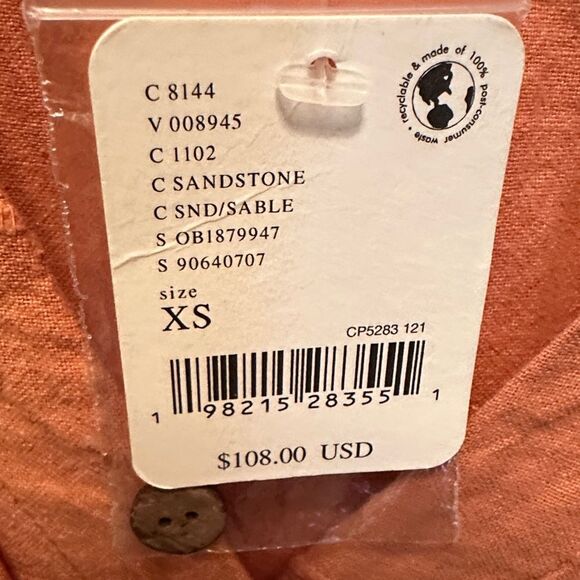 recyclable & made of 100% post-consumer waste •
C 8144
V 008945
C 1102
C SANDSTONE
C SND/SABLE
S OB1879947
S 90640707
size
XS
CP5283 121
1 98215 28355 1
$108.00 USD